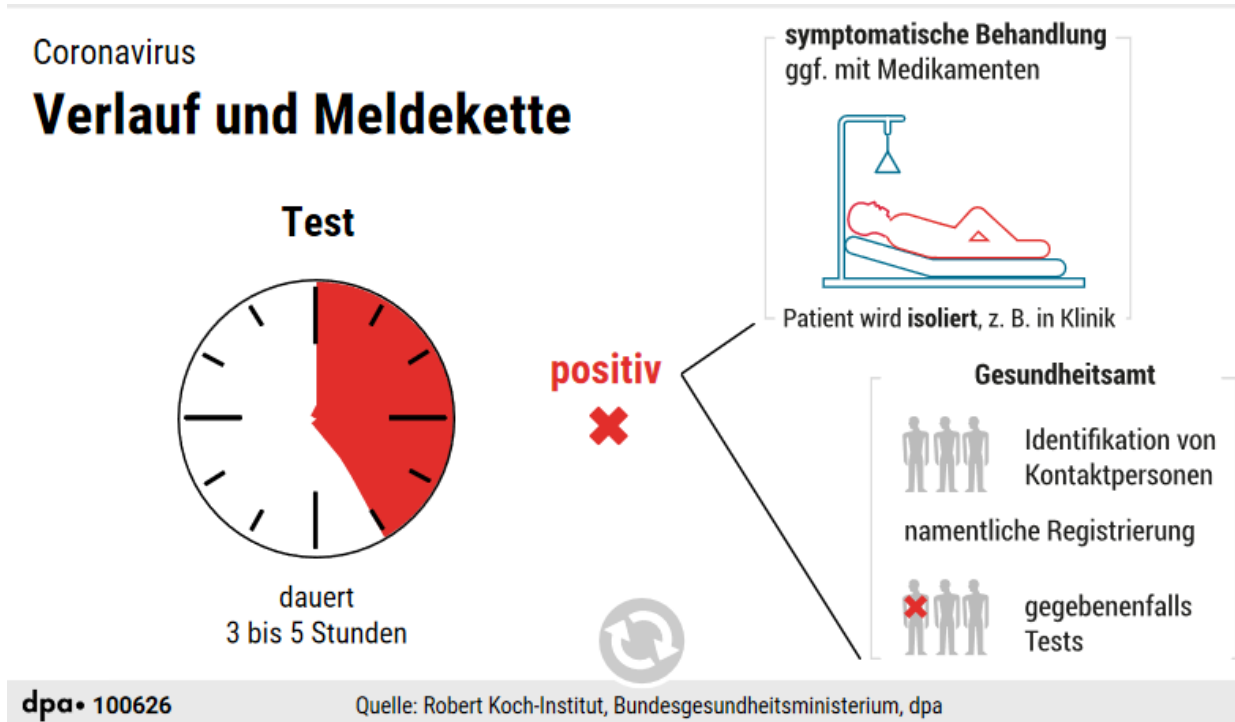 Coronavirus
Verlauf und Meldekette
Test
dauert
3 bis 5 Stunden
positiv
symptomatische Behandlung
ggf. mit Medikamenten
Patient wird isoliert, z. B. in Klinik
Gesundheitsamt
Identifikation von
Kontaktpersonen
namentliche Registrierung
gegebenenfalls
Tests
dpa• 100626
Quelle: Robert Koch-Institut, Bundesgesundheitsministerium, dpa